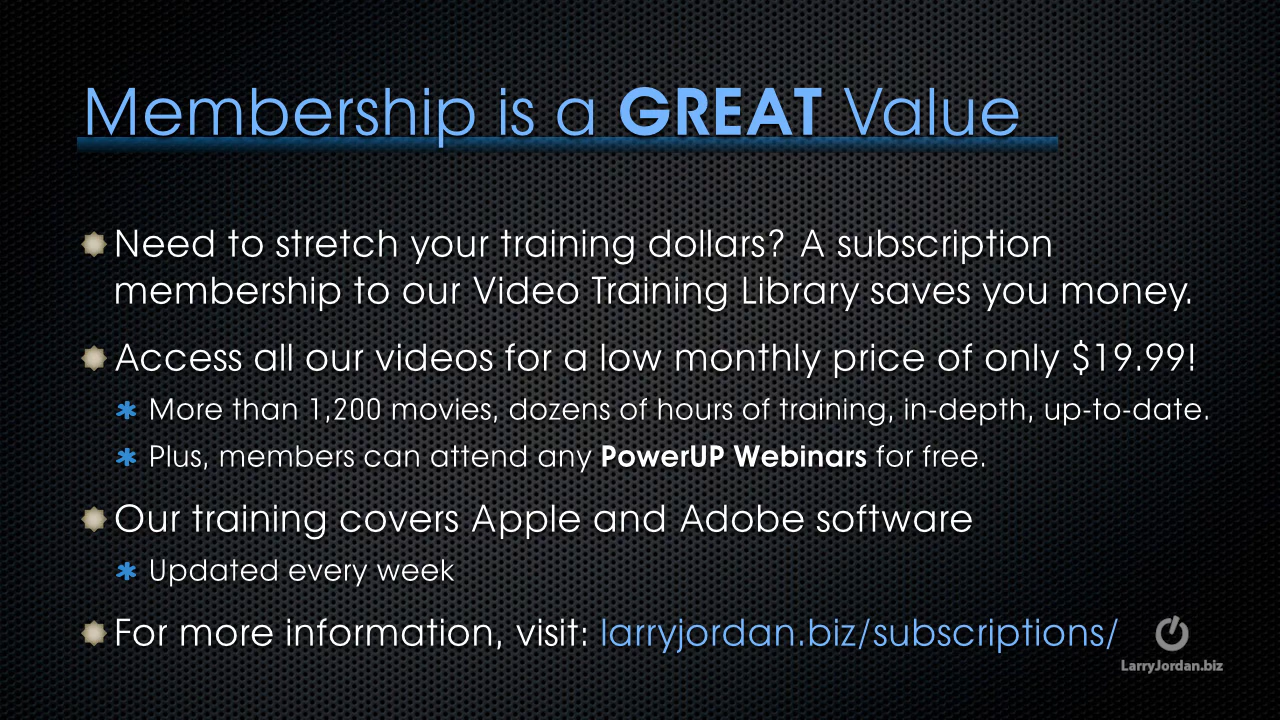 Membership is a GREAT Value
Need to stretch your training dollars? A subscription
membership to our Video Training Library saves you money.
Access all our videos for a low monthly price of only $19.99!
More than 1,200 movies, dozens of hours of training, in-depth, up-to-date.
Plus, members can attend any PowerUP Webinars for free.
Our training covers Apple and Adobe software
Updated every week
For more information, visit: larryjordan.biz/subscriptions/
LarryJordan.biz